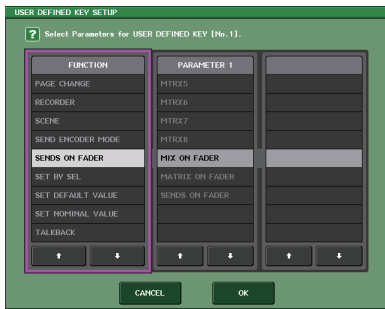 USER DEFINED KEY SETUP
? Select Parameters for USER DEFINED KEY [No.1].
FUNCTION
PAGE CHANGE
RECORDER
SCENE
SEND ENCODER MODE
SENDS ON FADER
SET BY SEL
SET DEFAULT VALUE
SET NOMINAL VALUE
TALKBACK
PARAMETER 1
MTRX5
MTRX6
MTRX7
MTRX8
MIX ON FADER
MATRIX ON FADER
SENDS ON FADER
CANCEL
OK